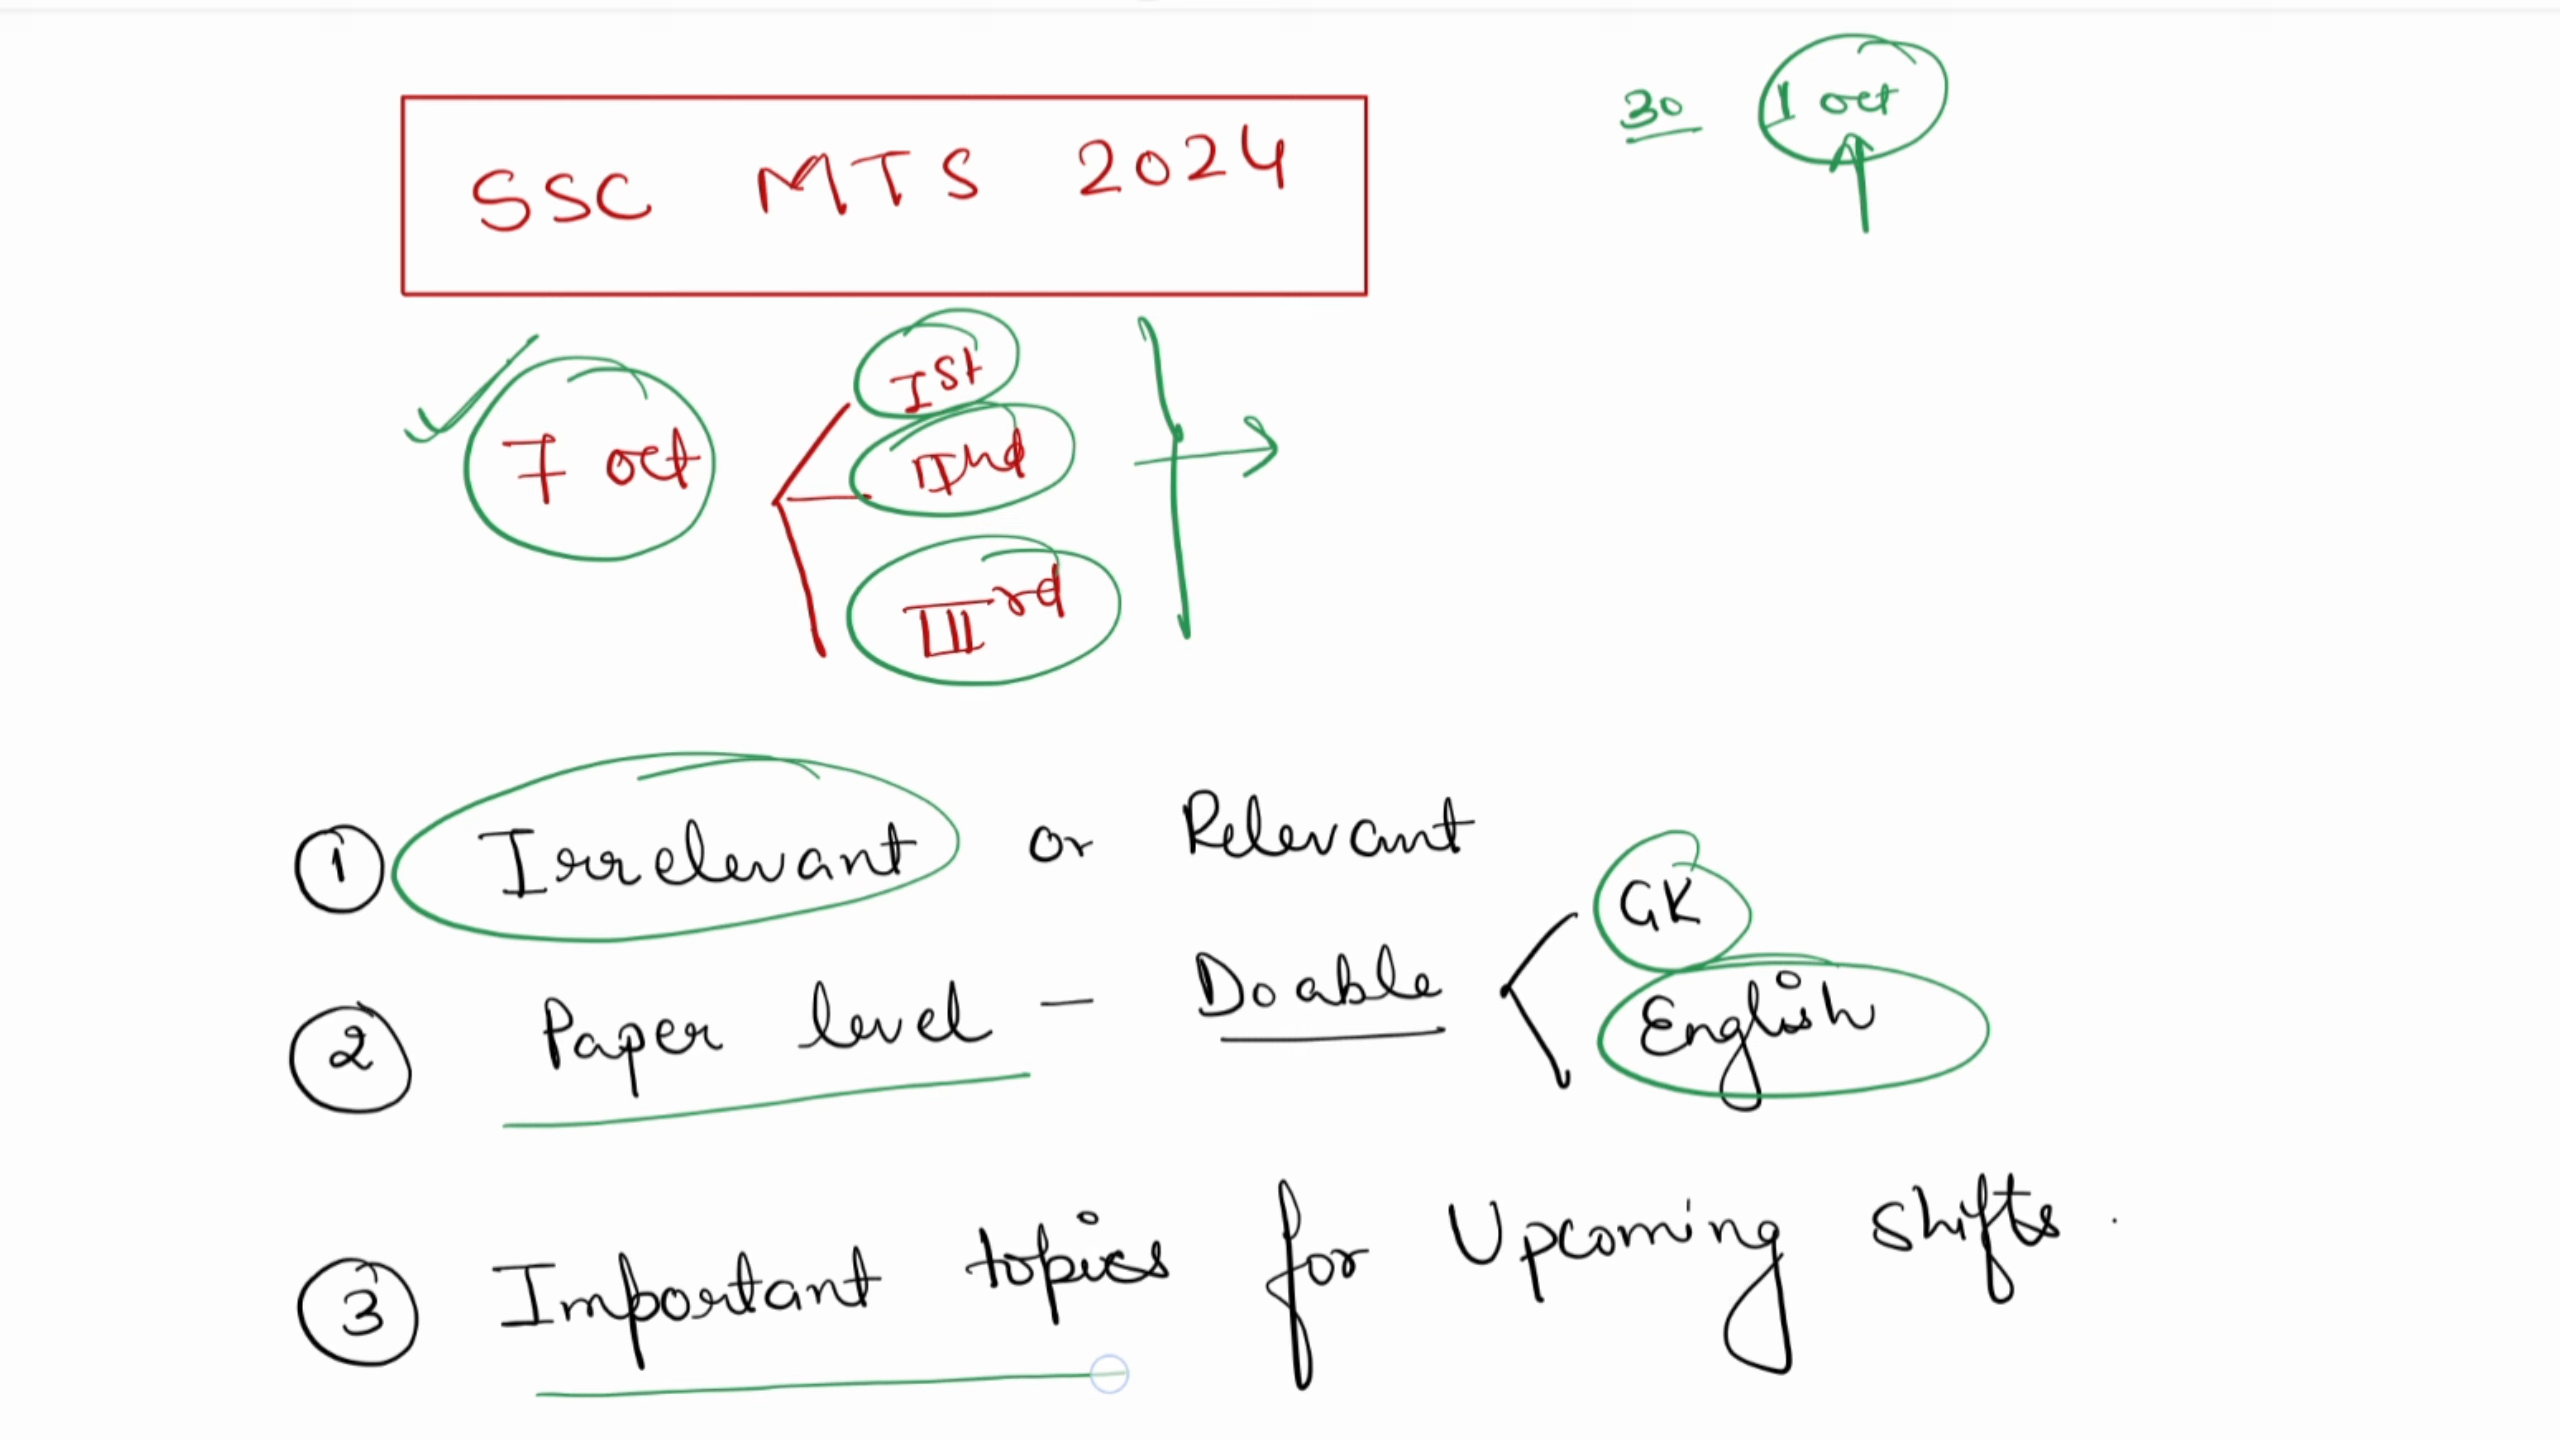 30 1 oct
SSC MTS 2024
7 oct
Ist
IInd
IIIrd
1 Irrelevant or Relevant
2 Paper level - Doable
GK
English
3 Important topics for Upcoming shifts.